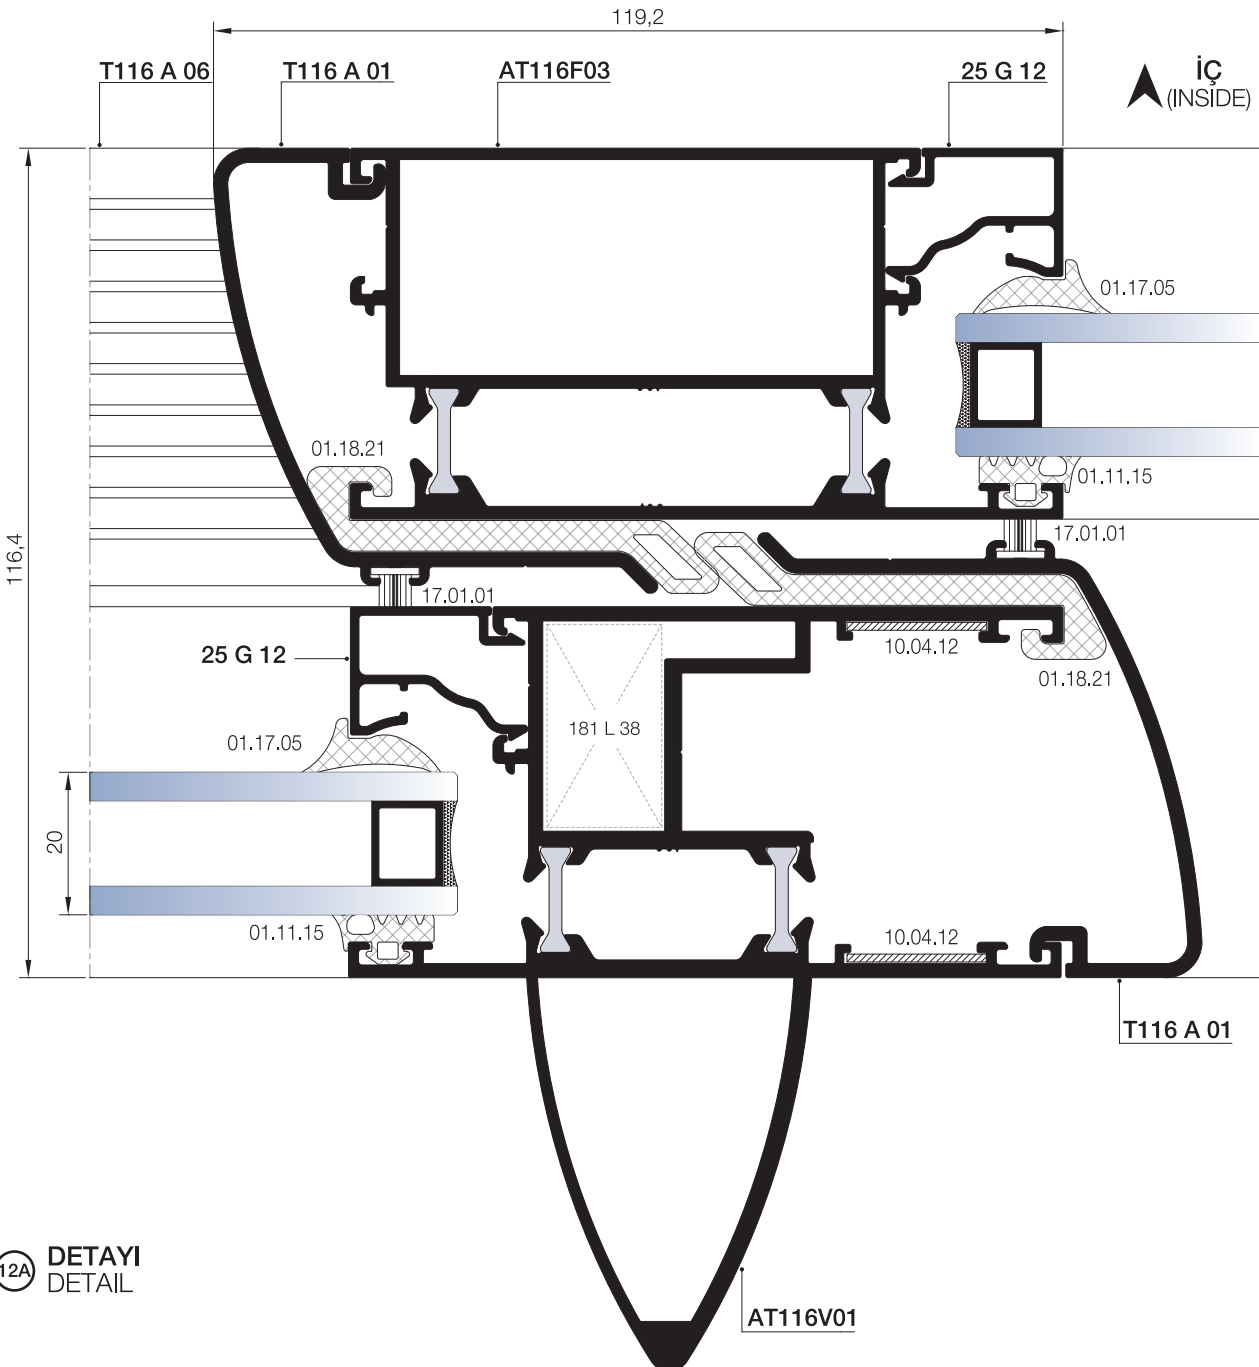 119,2
T116 A 06
T116 A 01
AT116F03
25 G 12
İÇ
(INSIDE)
01.17.05
01.18.21
01.11.15
17.01.01
116,4
17.01.01
25 G 12
10.04.12
01.18.21
181 L 38
01.17.05
20
01.11.15
10.04.12
T116 A 01
12A
DETAYI
DETAIL
AT116V01